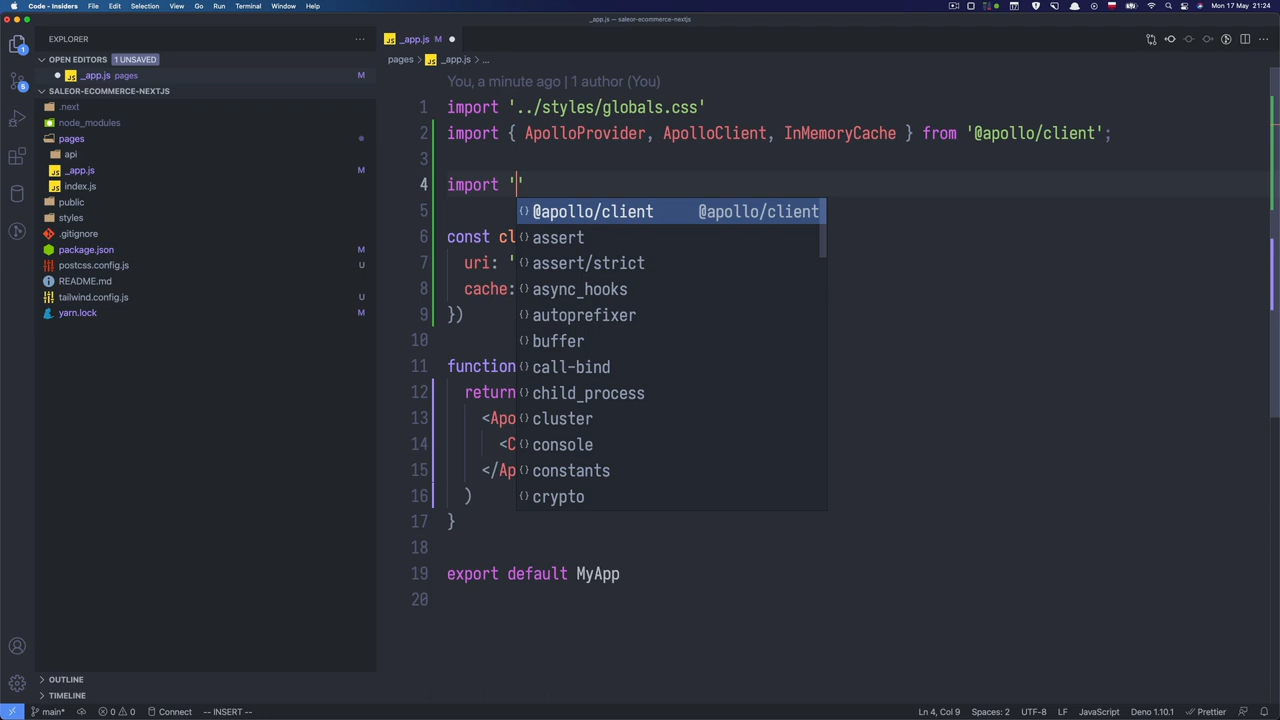 Code - Insiders File Edit Selection View Go Run Terminal Window Help Mon 17 May 21:24
_app.js — saleor-ecommerce-nextjs
EXPLORER
OPEN EDITORS 1 UNSAVED
_app.js pages M
SALEOR-ECOMMERCE-NEXTJS
.next
node_modules
pages
api
_app.js M
index.js
public
styles
.gitignore
package.json M
postcss.config.js U
README.md
tailwind.config.js U
yarn.lock M
OUTLINE
TIMELINE
_app.js M
pages > _app.js > ...
You, a minute ago | 1 author (You)
1 import '../styles/globals.css'
2 import { ApolloProvider, ApolloClient, InMemoryCache } from '@apollo/client';
3
4 import ''
5
6 const cl
7 uri: '
8 cache:
9 })
10
11 function
12 return
13 <Apo
14 <C
15 </Ap
16 )
17 }
18
19 export default MyApp
20
@apollo/client @apollo/client
assert
assert/strict
async_hooks
autoprefixer
buffer
call-bind
child_process
cluster
console
constants
crypto
1
6
main* 0 0 Connect -- INSERT -- Ln 4, Col 9 Spaces: 2 UTF-8 LF JavaScript Deno 1.10.1 Prettier